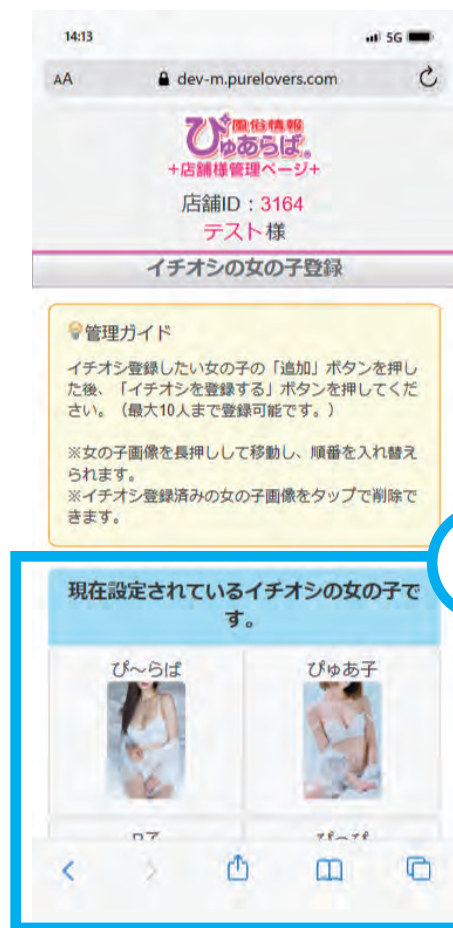 14:13
5G
AA
dev-m.purelovers.com
風俗情報
ぴゅあらば。
+店舗様管理ページ+
店舗ID：3164
テスト様
イチオシの女の子登録
管理ガイド
イチオシ登録したい女の子の「追加」ボタンを押し
た後、「イチオシを登録する」ボタンを押してくだ
さい。（最大10人まで登録可能です。）
※女の子画像を長押しして移動し、順番を入れ替え
られます。
※イチオシ登録済みの女の子画像をタップで削除で
きます。
現在設定されているイチオシの女の子で
す。
ぴ～らば
ぴゅあ子